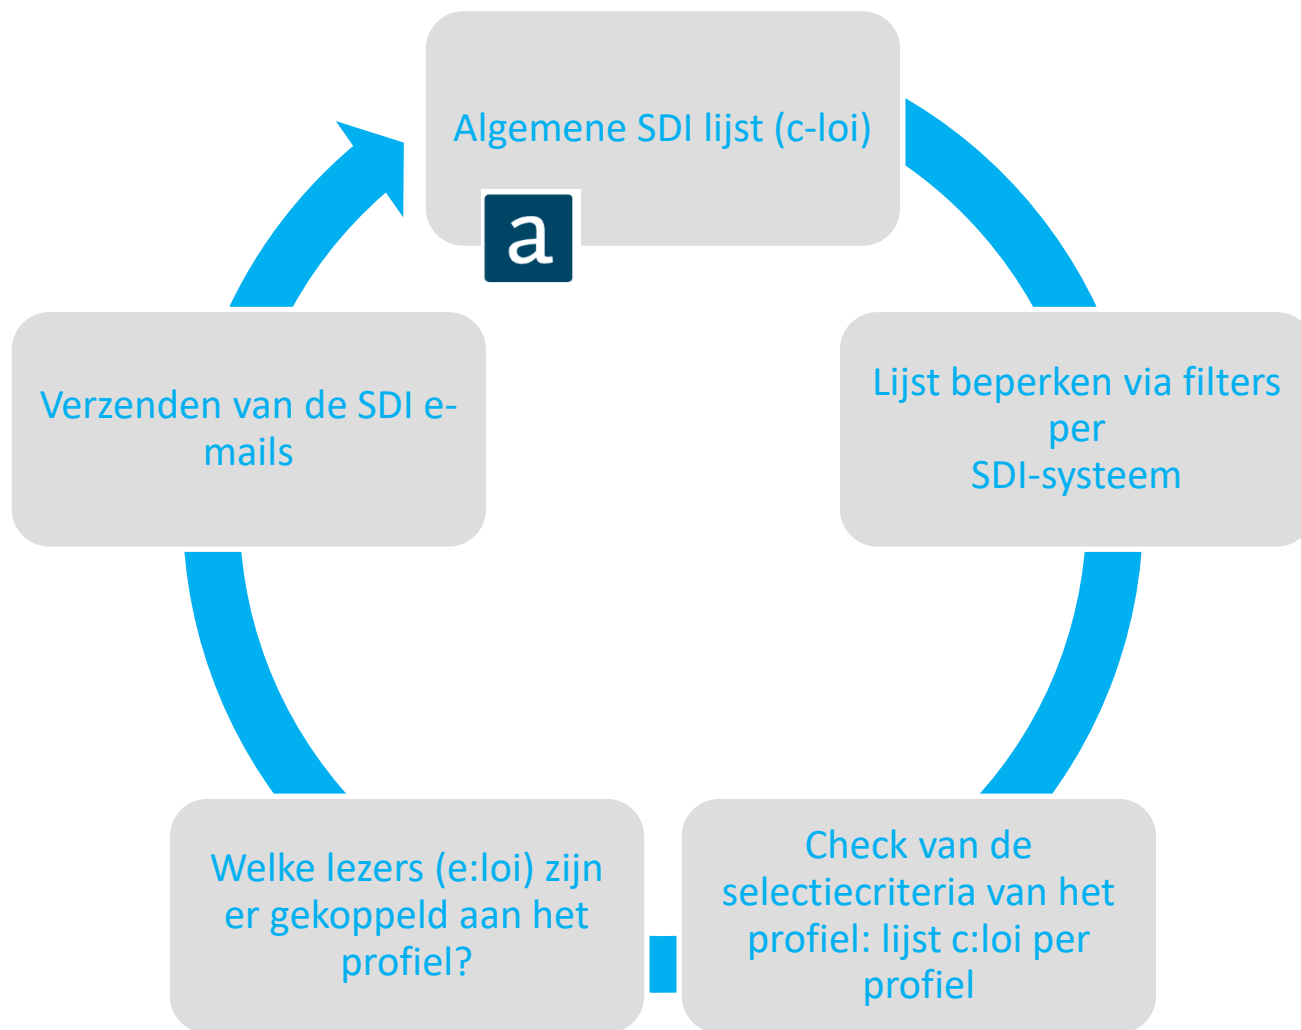 Algemene SDI lijst (c-loi)
a
Lijst beperken via filters
per
SDI-systeem
Check van de
selectiecriteria van het
profiel: lijst c:loi per
profiel
Welke lezers (e:loi) zijn
er gekoppeld aan het
profiel?
Verzenden van de SDI e-
mails